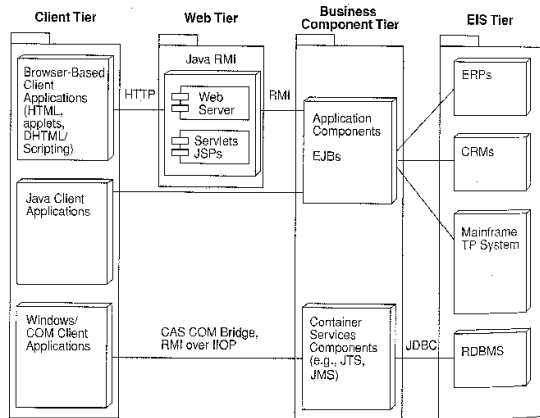 Client Tier
Web Tier
Business
Component Tier
EIS Tier
Browser-Based
Client
Applications
(HTML,
applets,
DHTML/
Scripting)
HTTP
Java RMI
Web
Server
Servlets
JSPs
RMI
Application
Components
EJBs
ERPs
CRMs
Mainframe
TP System
Java Client
Applications
Windows/
COM Client
Applications
CAS COM Bridge,
RMI over IIOP
Container
Services
Components
(e.g., JTS,
JMS)
JDBC
RDBMS